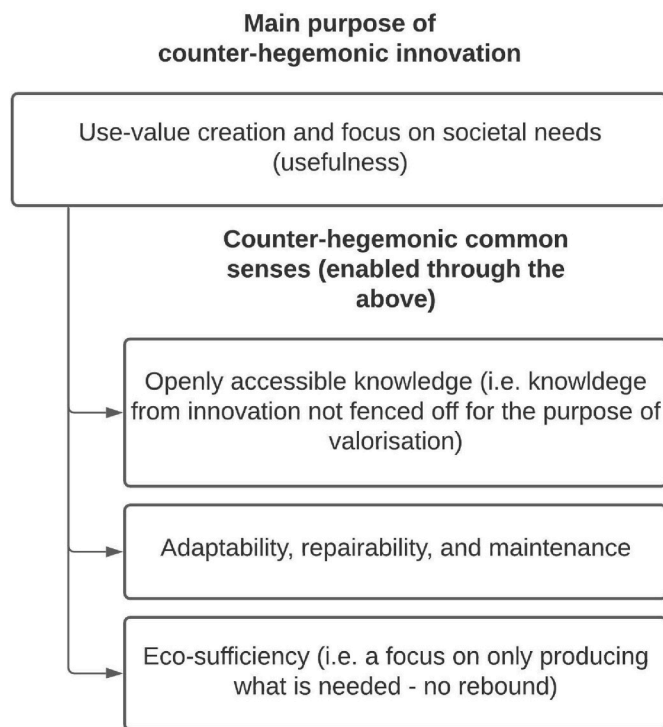 Main purpose of
counter-hegemonic innovation
Use-value creation and focus on societal needs
(usefulness)
Counter-hegemonic common
senses (enabled through the
above)
Openly accessible knowledge (i.e. knowldege
from innovation not fenced off for the purpose of
valorisation)
Adaptability, repairability, and maintenance
Eco-sufficiency (i.e. a focus on only producing
what is needed - no rebound)